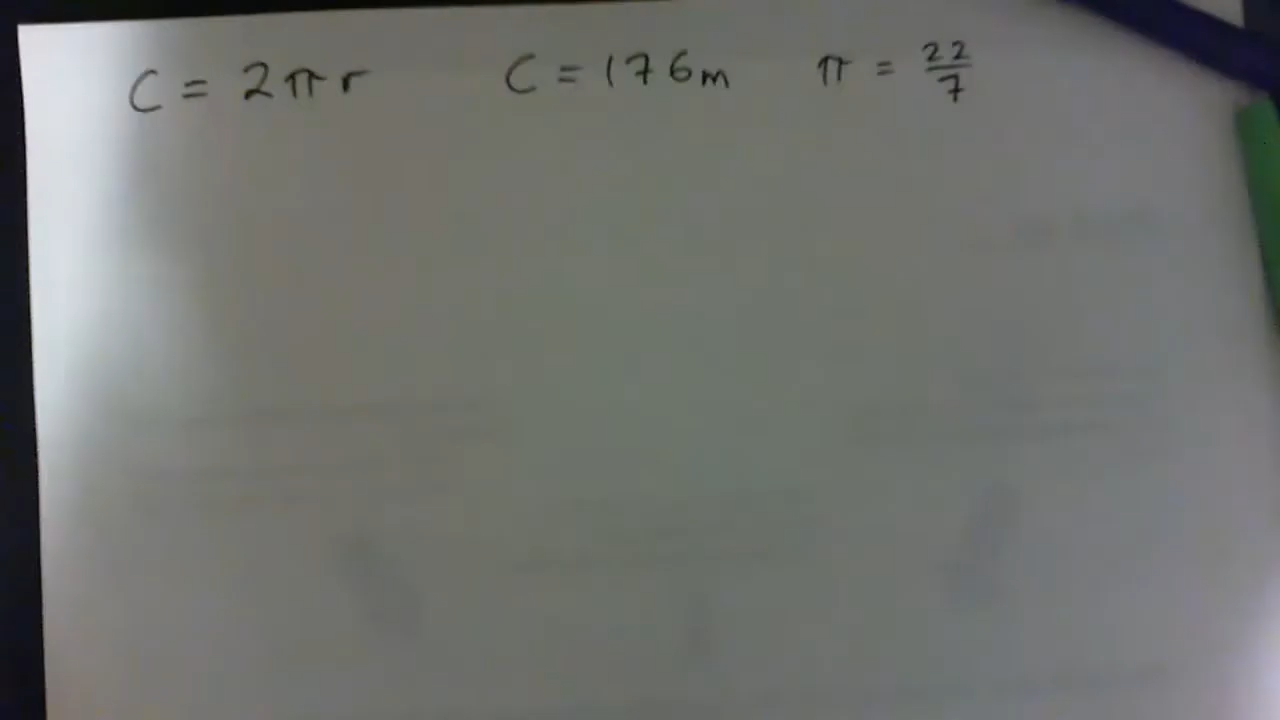 C = 2πr C = 176m π = 22/7